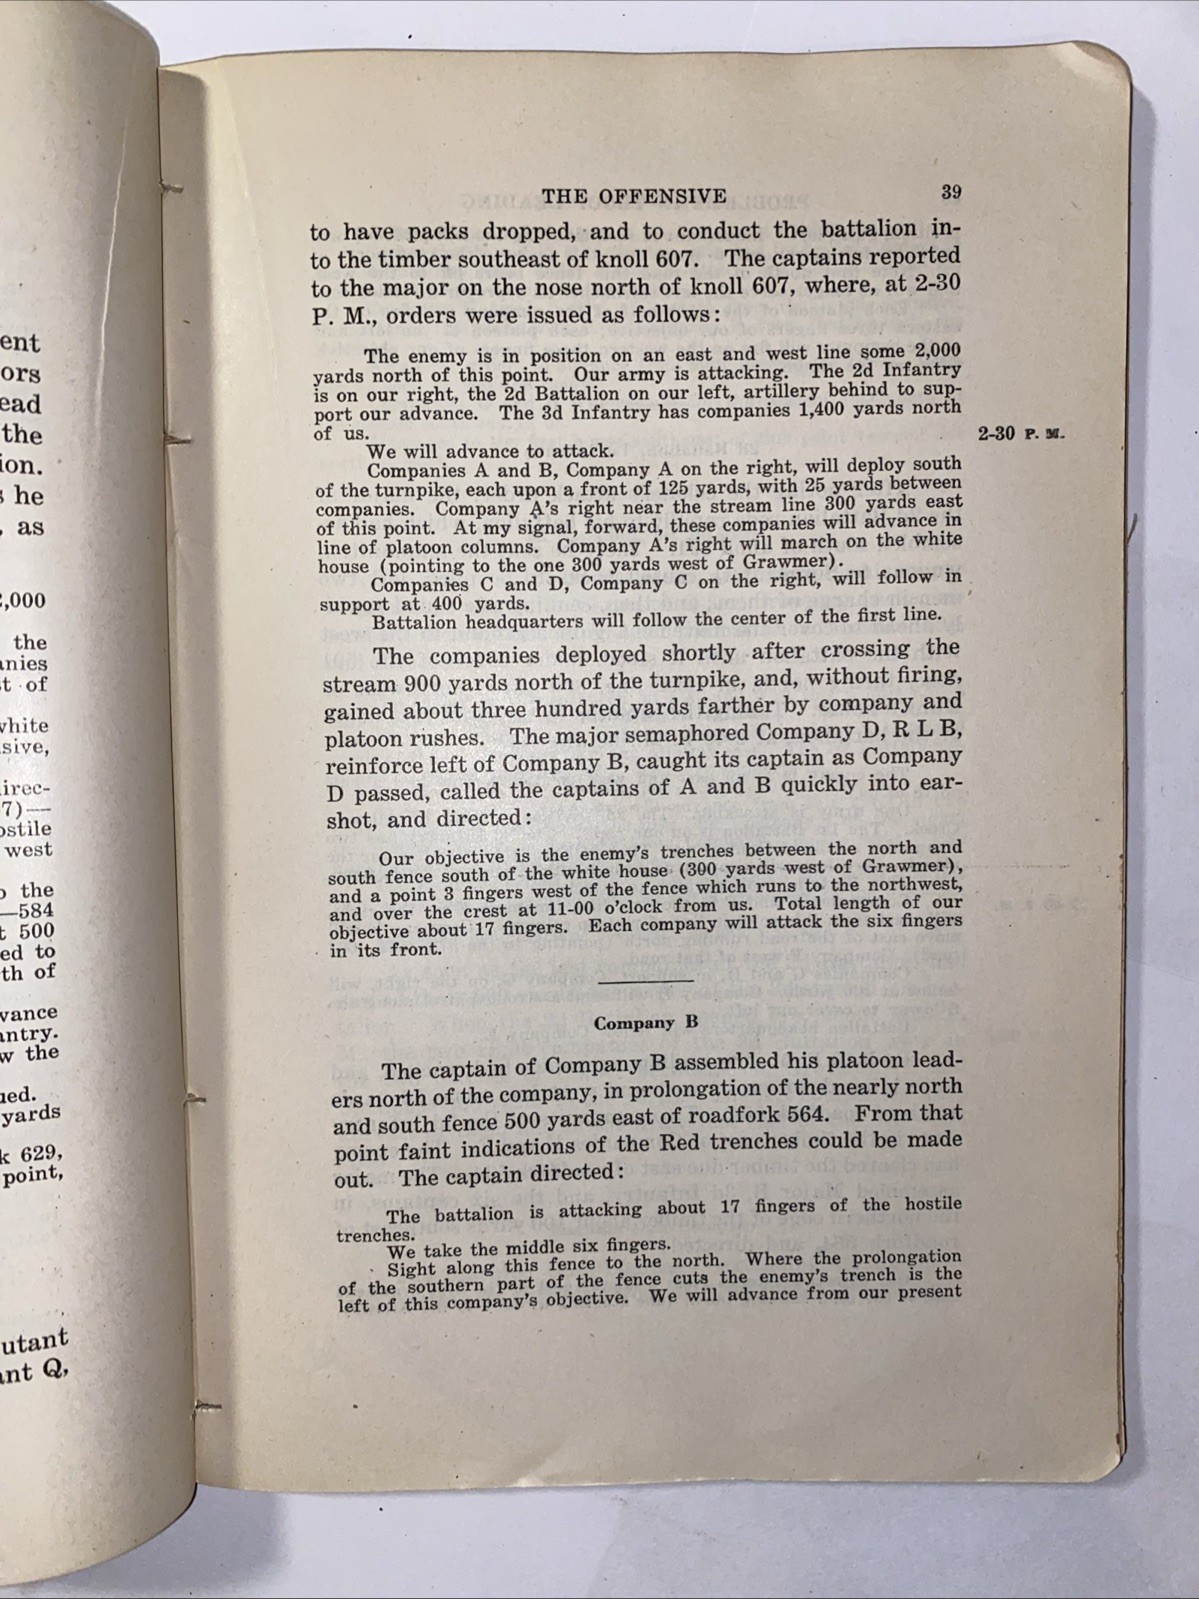 ent
ors
ead
the
ion.
he
, as
,000
the
nies
t of
white
sive,
irec-
7)—
ostile
west
the
—584
500
ed to
th of
vance
antry.
w the
yards
k 629,
point,
utant
ant Q,
THE OFFENSIVE 39
to have packs dropped, and to conduct the battalion in-
to the timber southeast of knoll 607. The captains reported
to the major on the nose north of knoll 607, where, at 2-30
P. M., orders were issued as follows:
The enemy is in position on an east and west line some 2,000
yards north of this point. Our army is attacking. The 2d Infantry
is on our right, the 2d Battalion on our left, artillery behind to sup-
port our advance. The 3d Infantry has companies 1,400 yards north
of us.
2-30 P. M.
We will advance to attack.
Companies A and B, Company A on the right, will deploy south
of the turnpike, each upon a front of 125 yards, with 25 yards between
companies. Company A's right near the stream line 300 yards east
of this point. At my signal, forward, these companies will advance in
line of platoon columns. Company A's right will march on the white
house (pointing to the one 300 yards west of Grawmer).
Companies C and D, Company C on the right, will follow in
support at 400 yards.
Battalion headquarters will follow the center of the first line.
The companies deployed shortly after crossing the
stream 900 yards north of the turnpike, and, without firing,
gained about three hundred yards farther by company and
platoon rushes. The major semaphored Company D, R L B,
reinforce left of Company B, caught its captain as Company
D passed, called the captains of A and B quickly into ear-
shot, and directed:
Our objective is the enemy's trenches between the north and
south fence south of the white house (300 yards west of Grawmer),
and a point 3 fingers west of the fence which runs to the northwest,
and over the crest at 11-00 o'clock from us. Total length of our
objective about 17 fingers. Each company will attack the six fingers
in its front.
Company B
The captain of Company B assembled his platoon lead-
ers north of the company, in prolongation of the nearly north
and south fence 500 yards east of roadfork 564. From that
point faint indications of the Red trenches could be made
out. The captain directed:
The battalion is attacking about 17 fingers of the hostile
trenches.
We take the middle six fingers.
Sight along this fence to the north. Where the prolongation
of the southern part of the fence cuts the enemy's trench is the
left of this company's objective. We will advance from our present